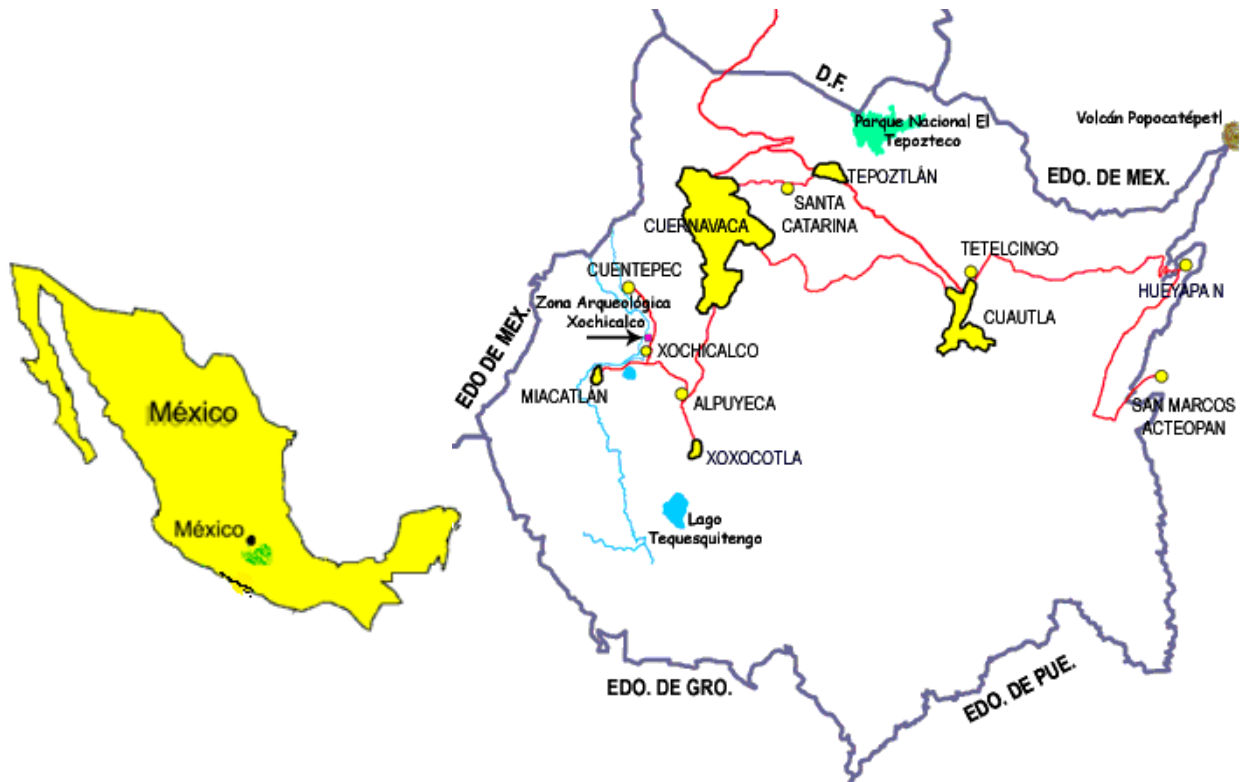 México
México
D.F.
Parque Nacional El
Tepozteco
Volcán Popocatépetl
EDO. DE MEX.
TEPOZTLÁN
SANTA
CATARINA
CUERNAVACA
TETELCINGO
CUENTEPEC
HUEYAPA N
Zona Arqueológica
Xochicalco
CUAUTLA
XOCHICALCO
EDO DE MEX.
MIACATLÁN
ALPUYECA
SAN MARCOS
ACTEOPAN
XOXOCOTLA
Lago
Tequesquitengo
EDO. DE GRO.
EDO. DE PUE.